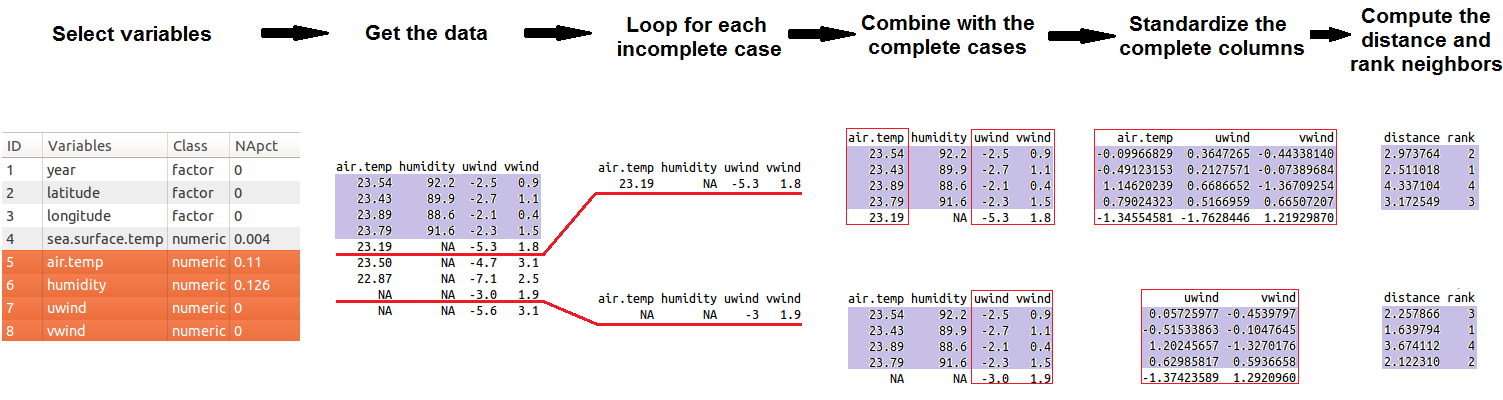 Select variables
Get the data
Loop for each
incomplete case
Combine with the
complete cases
Standardize the
complete columns
Compute the
distance and
rank neighbors
ID Variables Class NApct
1 year factor 0
2 latitude factor 0
3 longitude factor 0
4 sea.surface.temp numeric 0.004
5 air.temp numeric 0.11
6 humidity numeric 0.126
7 uwind numeric 0
8 vwind numeric 0
air.temp humidity uwind vwind
23.54 92.2 -2.5 0.9
23.43 89.9 -2.7 1.1
23.89 88.6 -2.1 0.4
23.79 91.6 -2.3 1.5
23.19 NA -5.3 1.8
23.50 NA -4.7 3.1
22.87 NA -7.1 2.5
NA NA -3.0 1.9
NA NA -5.6 3.1
air.temp humidity uwind vwind
23.19 NA -5.3 1.8
air.temp humidity uwind vwind
NA NA -3 1.9
air.temp humidity uwind vwind
23.54 92.2 -2.5 0.9
23.43 89.9 -2.7 1.1
23.89 88.6 -2.1 0.4
23.79 91.6 -2.3 1.5
23.19 NA -5.3 1.8
air.temp uwind vwind
-0.09966829 0.3647265 -0.44338140
-0.49123153 0.2127571 -0.07389684
1.14620239 0.6686652 -1.36709254
0.79024323 0.5166959 0.66507207
-1.34554581 -1.7628446 1.21929870
distance rank
2.973764 2
2.511018 1
4.337104 4
3.172549 3
air.temp humidity uwind vwind
23.54 92.2 -2.5 0.9
23.43 89.9 -2.7 1.1
23.89 88.6 -2.1 0.4
23.79 91.6 -2.3 1.5
NA NA -3.0 1.9
uwind vwind
0.05725977 -0.4539797
-0.51533863 -0.1047645
1.20245657 -1.3270176
0.62985817 0.5936658
-1.37423589 1.2920960
distance rank
2.257866 3
1.639794 1
3.674112 4
2.122310 2